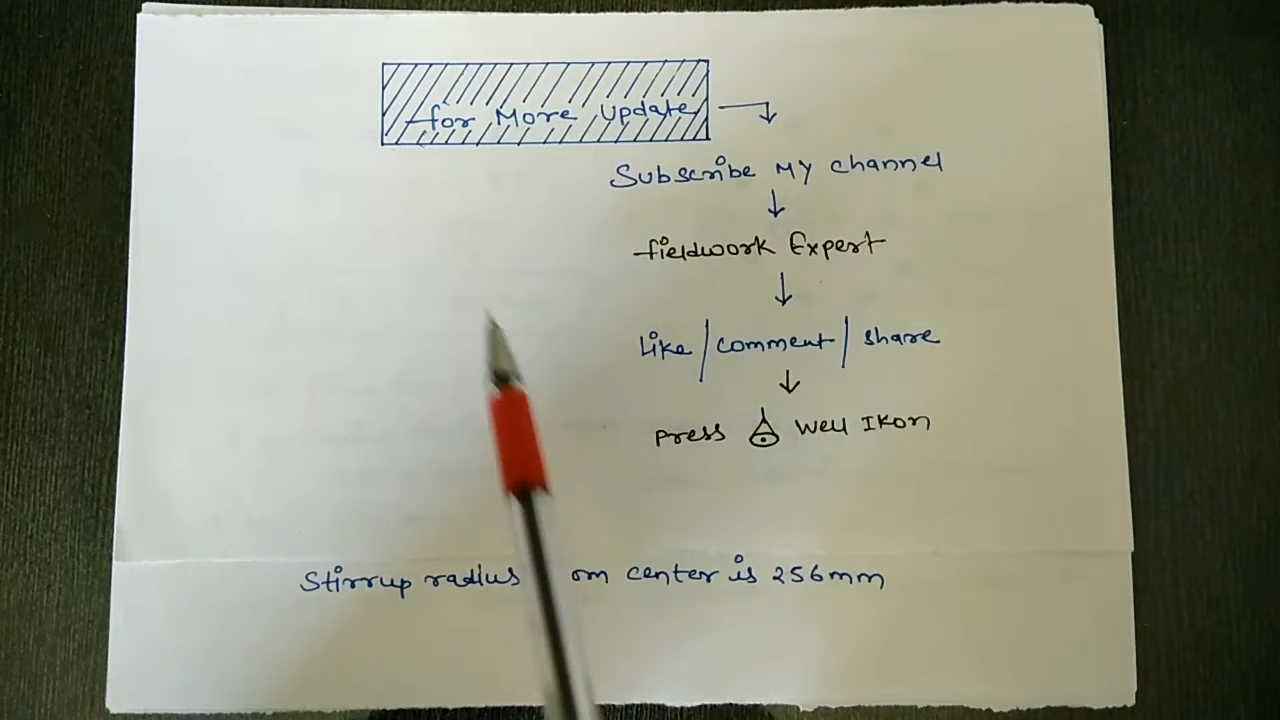 for More Update
Subscribe My channel
fieldwork Expert
Like / comment / share
Press Well Ikon
Stirrup radius om center is 256mm